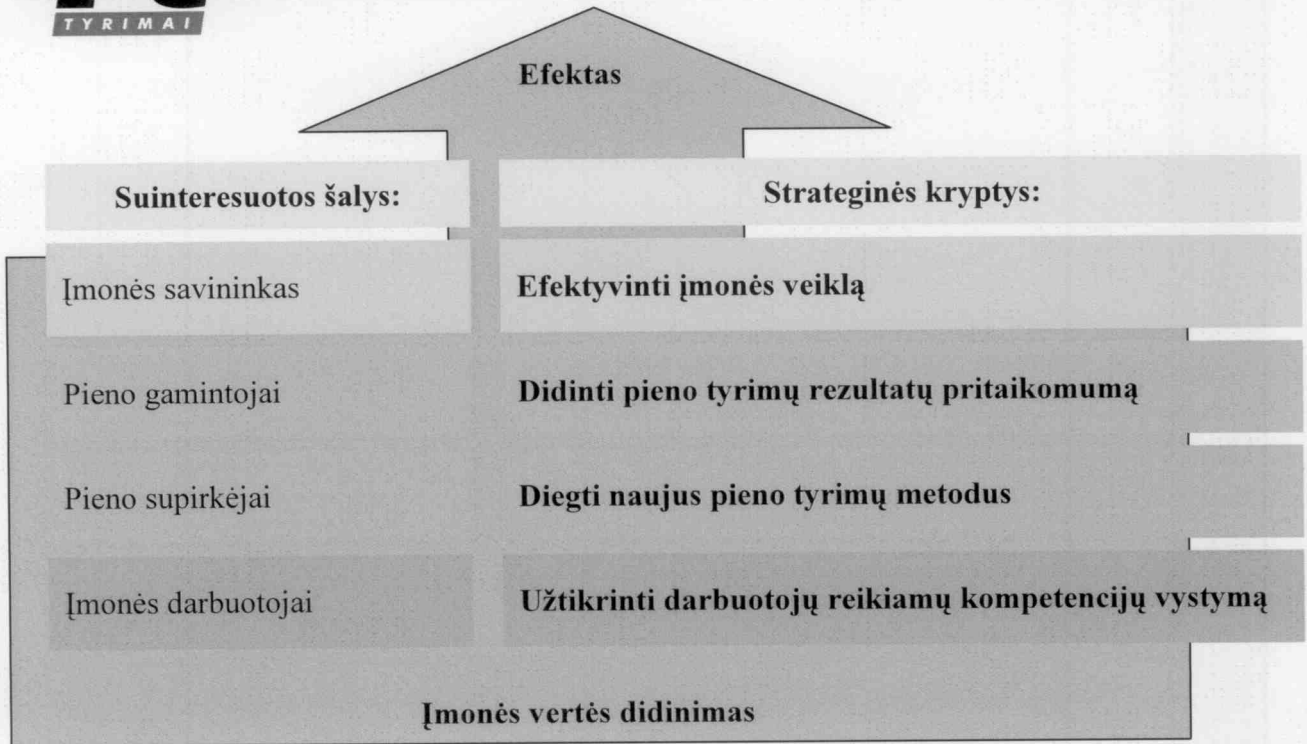 TYRIMAI
Efektas
Suinteresuotos šalys: Strateginės kryptys:
Įmonės savininkas Efektyvinti įmonės veiklą
Pieno gamintojai Didinti pieno tyrimų rezultatų pritaikomumą
Pieno supirkėjai Diegti naujus pieno tyrimų metodus
Įmonės darbuotojai Užtikrinti darbuotojų reikiamų kompetencijų vystymą
Įmonės vertės didinimas